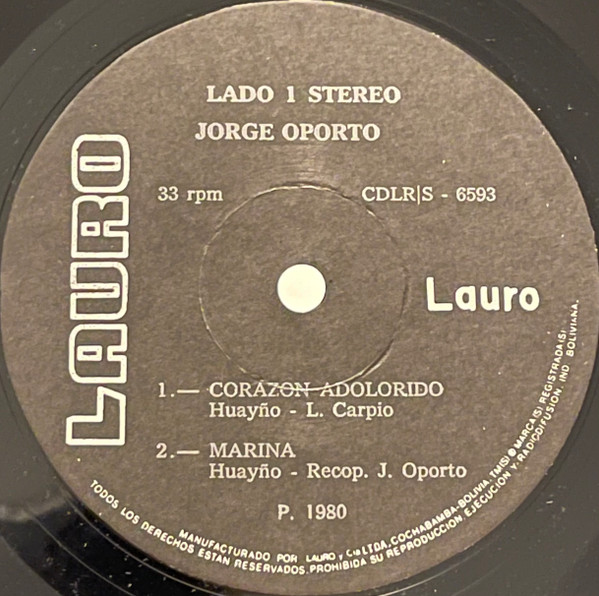 LADO 1 STEREO
JORGE OPORTO
33 rpm
CDLR|S - 6593
LAURO
Lauro
1.— CORAZON ADOLORIDO
Huayño - L. Carpio
2.— MARINA
Huayño - Recop. J. Oporto
P. 1980
MANUFACTURADO POR LAURO y Cia LTDA, COCHABAMBA-BOLIVIA, TM(S) ® MARCA(S) REGISTRADA(S)
TODOS LOS DERECHOS ESTAN RESERVADOS. PROHIBIDA SU REPRODUCCION, EJECUCION Y RADIODIFUSION. IND BOLIVIANA.